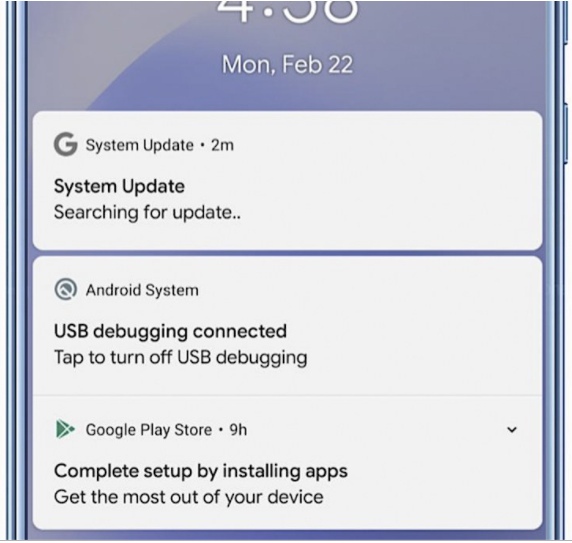 4:58
Mon, Feb 22
System Update • 2m
System Update
Searching for update..
Android System
USB debugging connected
Tap to turn off USB debugging
Google Play Store • 9h
Complete setup by installing apps
Get the most out of your device